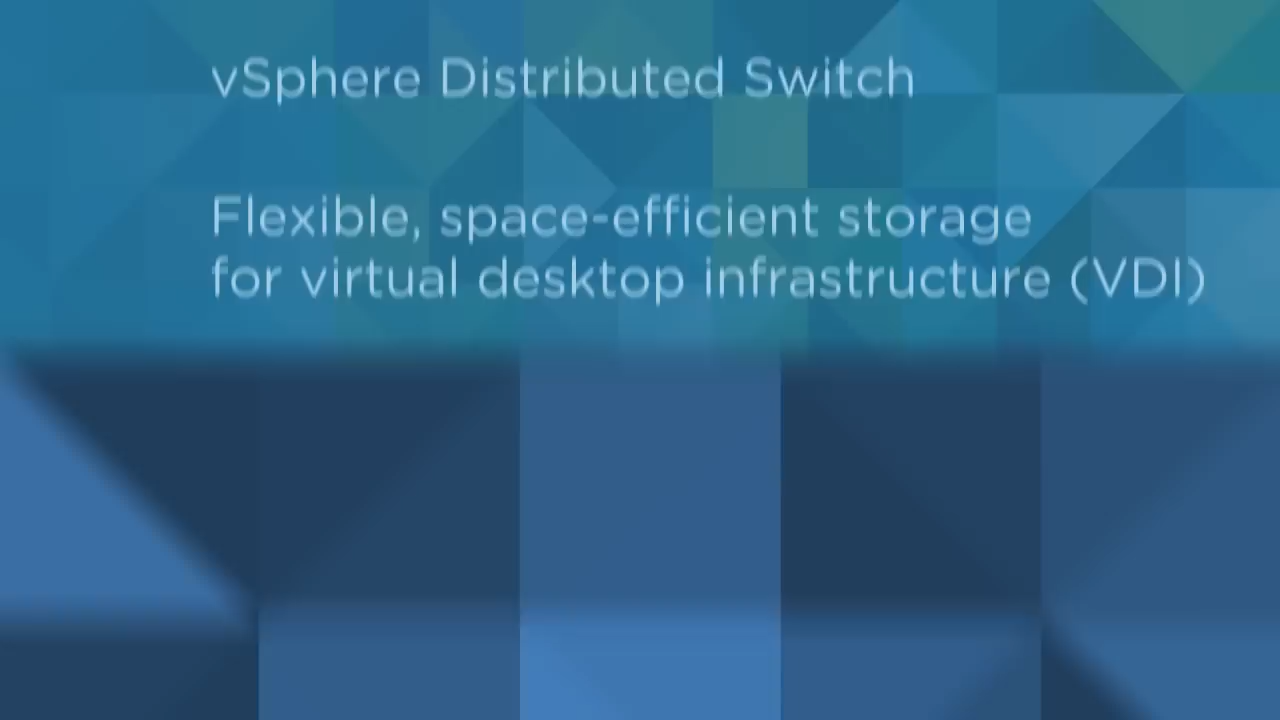 vSphere Distributed Switch
Flexible, space-efficient storage
for virtual desktop infrastructure (VDI)